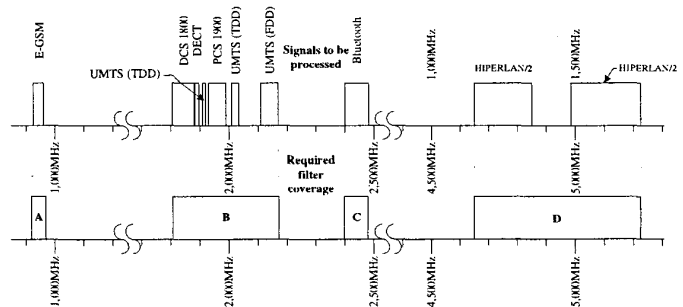 E-GSM
DCS 1800
DECT
PCS 1900
UMTS (TDD)
UMTS (FDD)
Signals to be
processed
Bluetooth
1,000MHz
1,500MHz
UMTS (TDD)
HIPERLAN/2
HIPERLAN/2
1,000MHz
2,000MHz
2,500MHz
4,500MHz
5,000MHz
Required
filter
coverage
A
B
C
D
1,000MHz
2,000MHz
2,500MHz
4,500MHz
5,000MHz